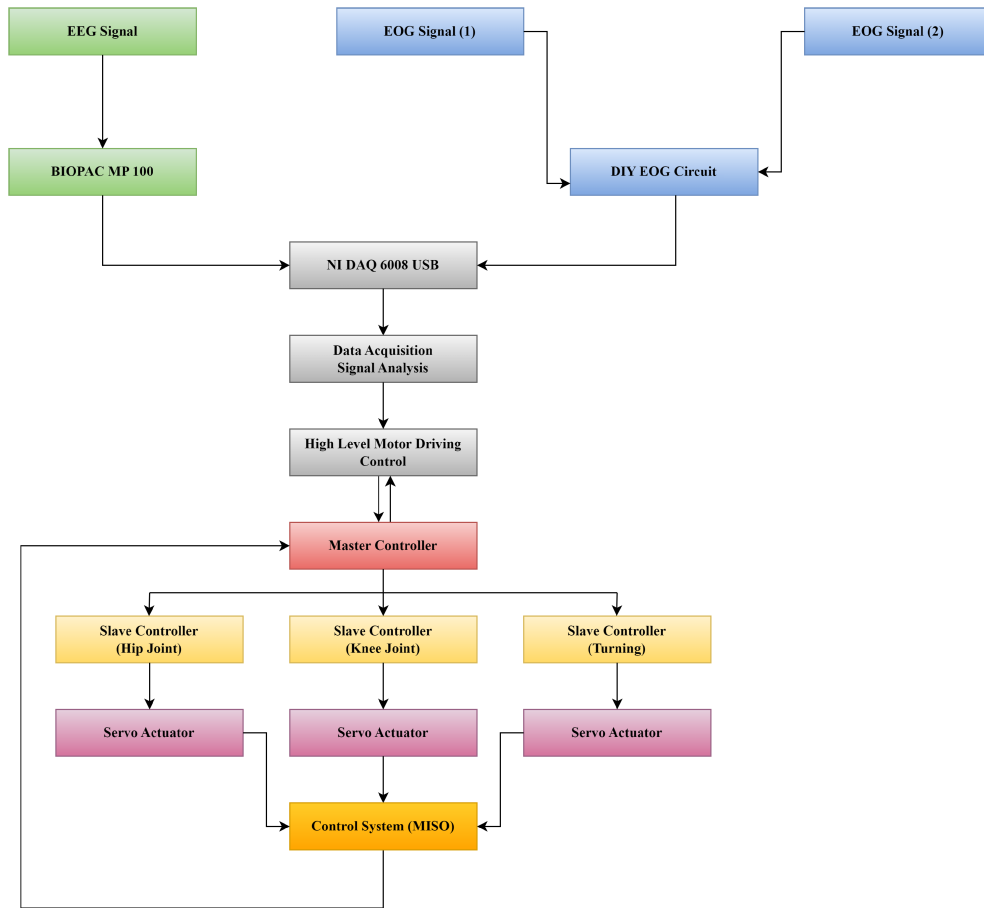 EEG Signal
EOG Signal (1)
EOG Signal (2)
BIOPAC MP 100
DIY EOG Circuit
NI DAQ 6008 USB
Data Acquisition
Signal Analysis
High Level Motor Driving
Control
Master Controller
Slave Controller
(Hip Joint)
Slave Controller
(Knee Joint)
Slave Controller
(Turning)
Servo Actuator
Servo Actuator
Servo Actuator
Control System (MISO)